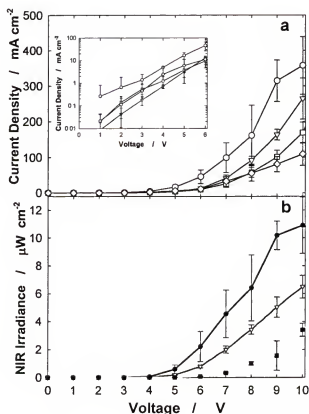 a
500
400
300
200
100
0
Current Density / mA cm-2
100
10
1
0.1
0.01
Current Density / mA cm-2
0 1 2 3 4 5 6
Voltage / V
b
12
10
8
6
4
2
0
NIR Irradiance / μW cm-2
0 1 2 3 4 5 6 7 8 9 10
Voltage / V